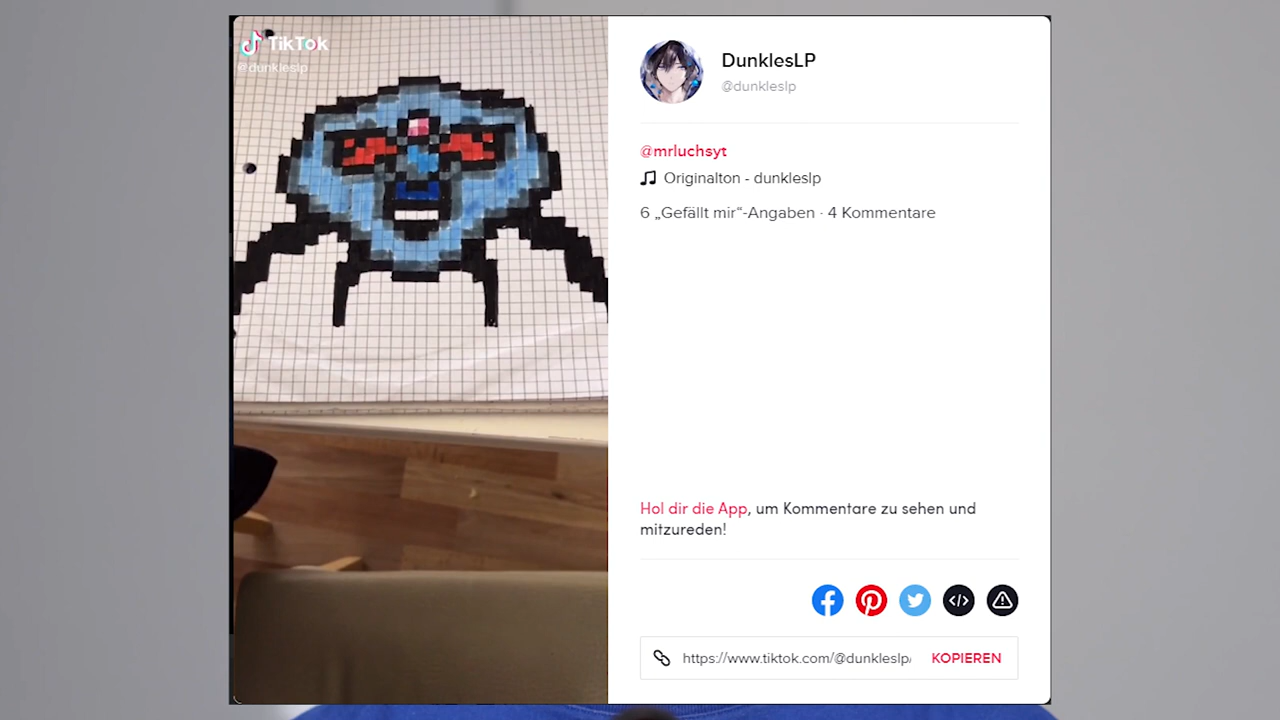 TikTok
@dunkleslp
DunklesLP
@dunkleslp
@mrluchsyt
Originalton - dunkleslp
6 „Gefällt mir“-Angaben · 4 Kommentare
Hol dir die App, um Kommentare zu sehen und
mitzureden!
https://www.tiktok.com/@dunkleslp/
KOPIEREN